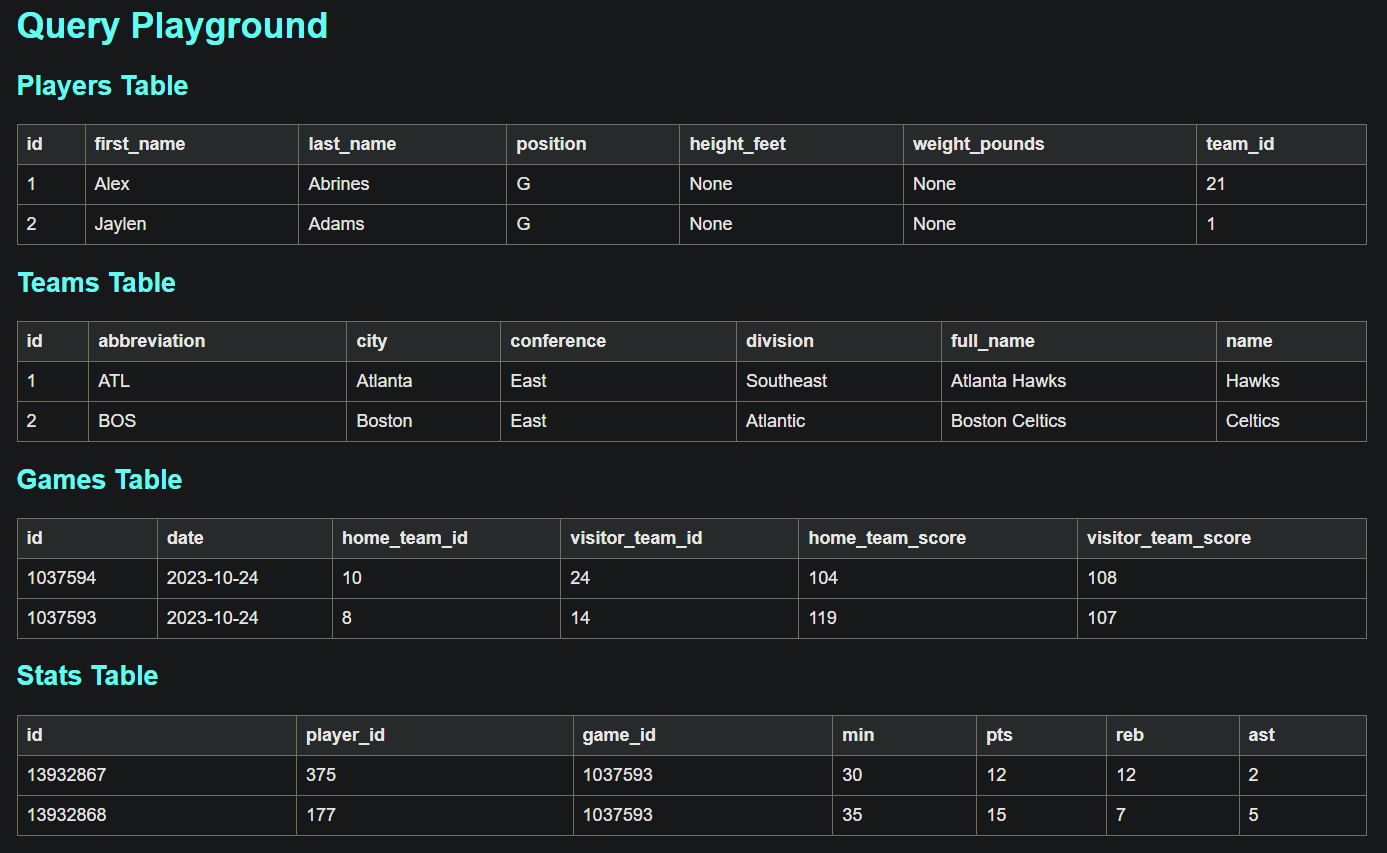 Query Playground
Players Table
id first_name last_name position height_feet weight_pounds team_id
1 Alex Abrines G None None 21
2 Jaylen Adams G None None 1
Teams Table
id abbreviation city conference division full_name name
1 ATL Atlanta East Southeast Atlanta Hawks Hawks
2 BOS Boston East Atlantic Boston Celtics Celtics
Games Table
id date home_team_id visitor_team_id home_team_score visitor_team_score
1037594 2023-10-24 10 24 104 108
1037593 2023-10-24 8 14 119 107
Stats Table
id player_id game_id min pts reb ast
13932867 375 1037593 30 12 12 2
13932868 177 1037593 35 15 7 5